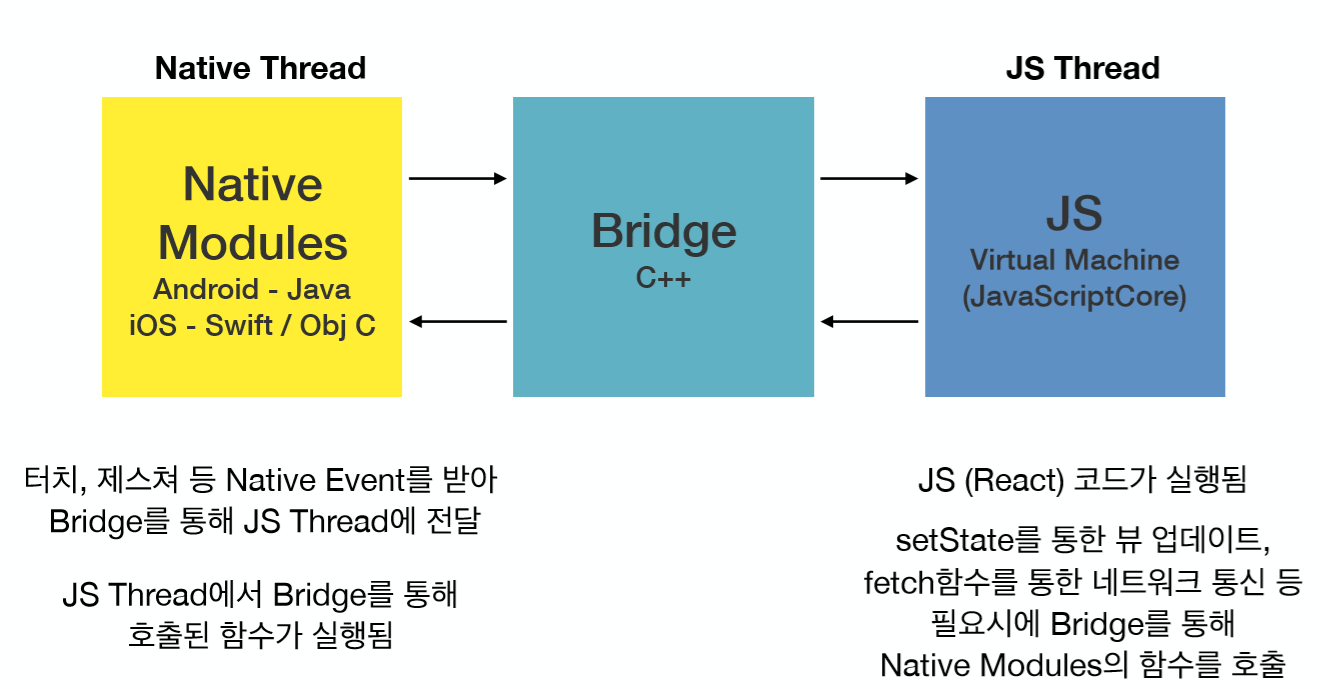 Native Thread
JS Thread
Native
Modules
Android - Java
iOS - Swift / Obj C
Bridge
C++
JS
Virtual Machine
(JavaScriptCore)
터치, 제스쳐 등 Native Event를 받아
Bridge를 통해 JS Thread에 전달
JS Thread에서 Bridge를 통해
호출된 함수가 실행됨
JS (React) 코드가 실행됨
setState를 통한 뷰 업데이트,
fetch함수를 통한 네트워크 통신 등
필요시에 Bridge를 통해
Native Modules의 함수를 호출